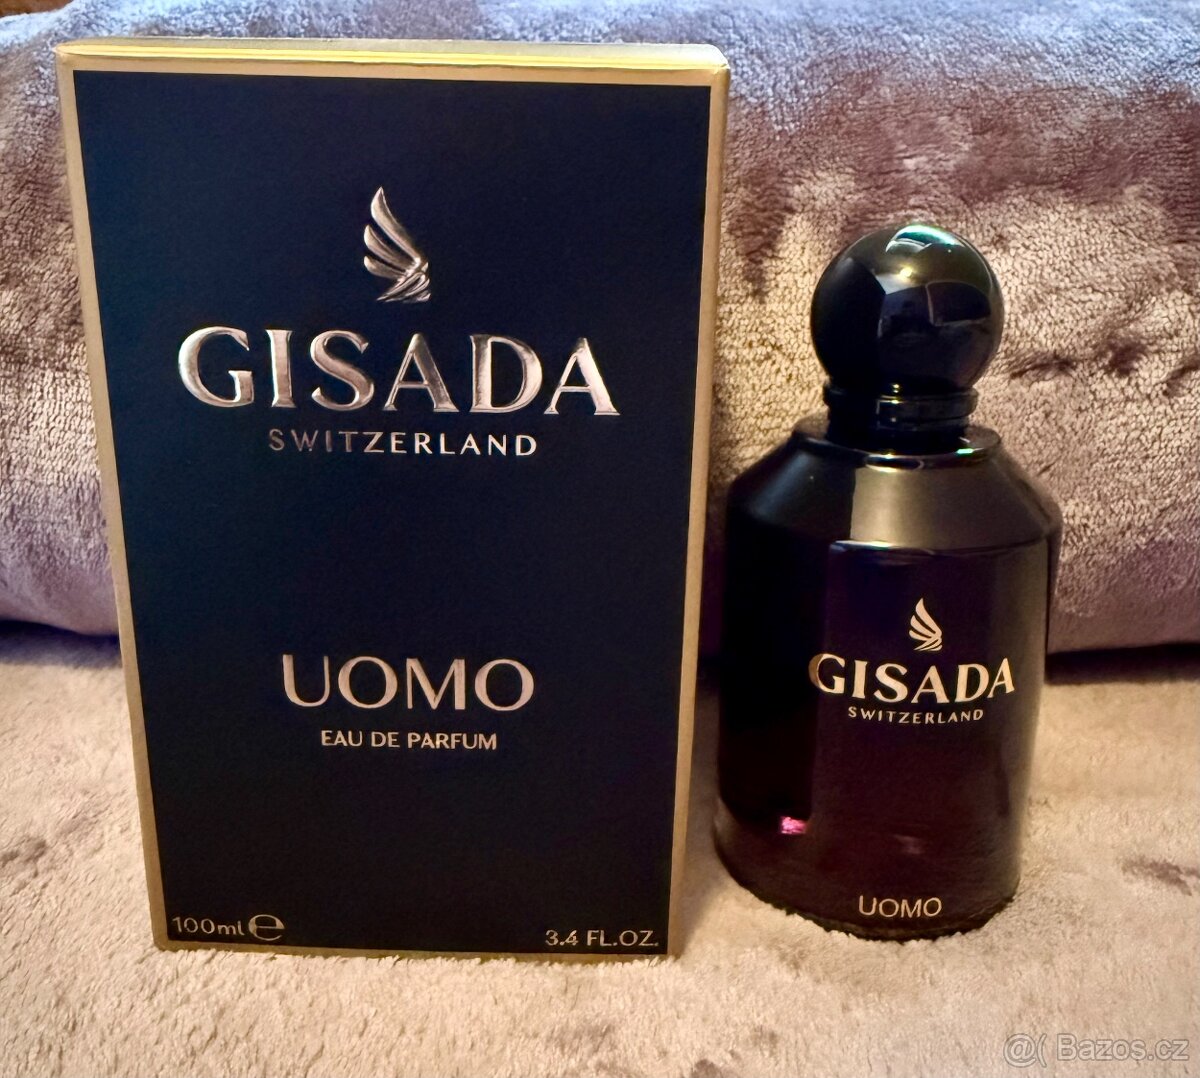 GISADA
SWITZERLAND
UOMO
EAU DE PARFUM
100ml e
3.4 FL.OZ.
GISADA
SWITZERLAND
UOMO
@( Bazos.cz